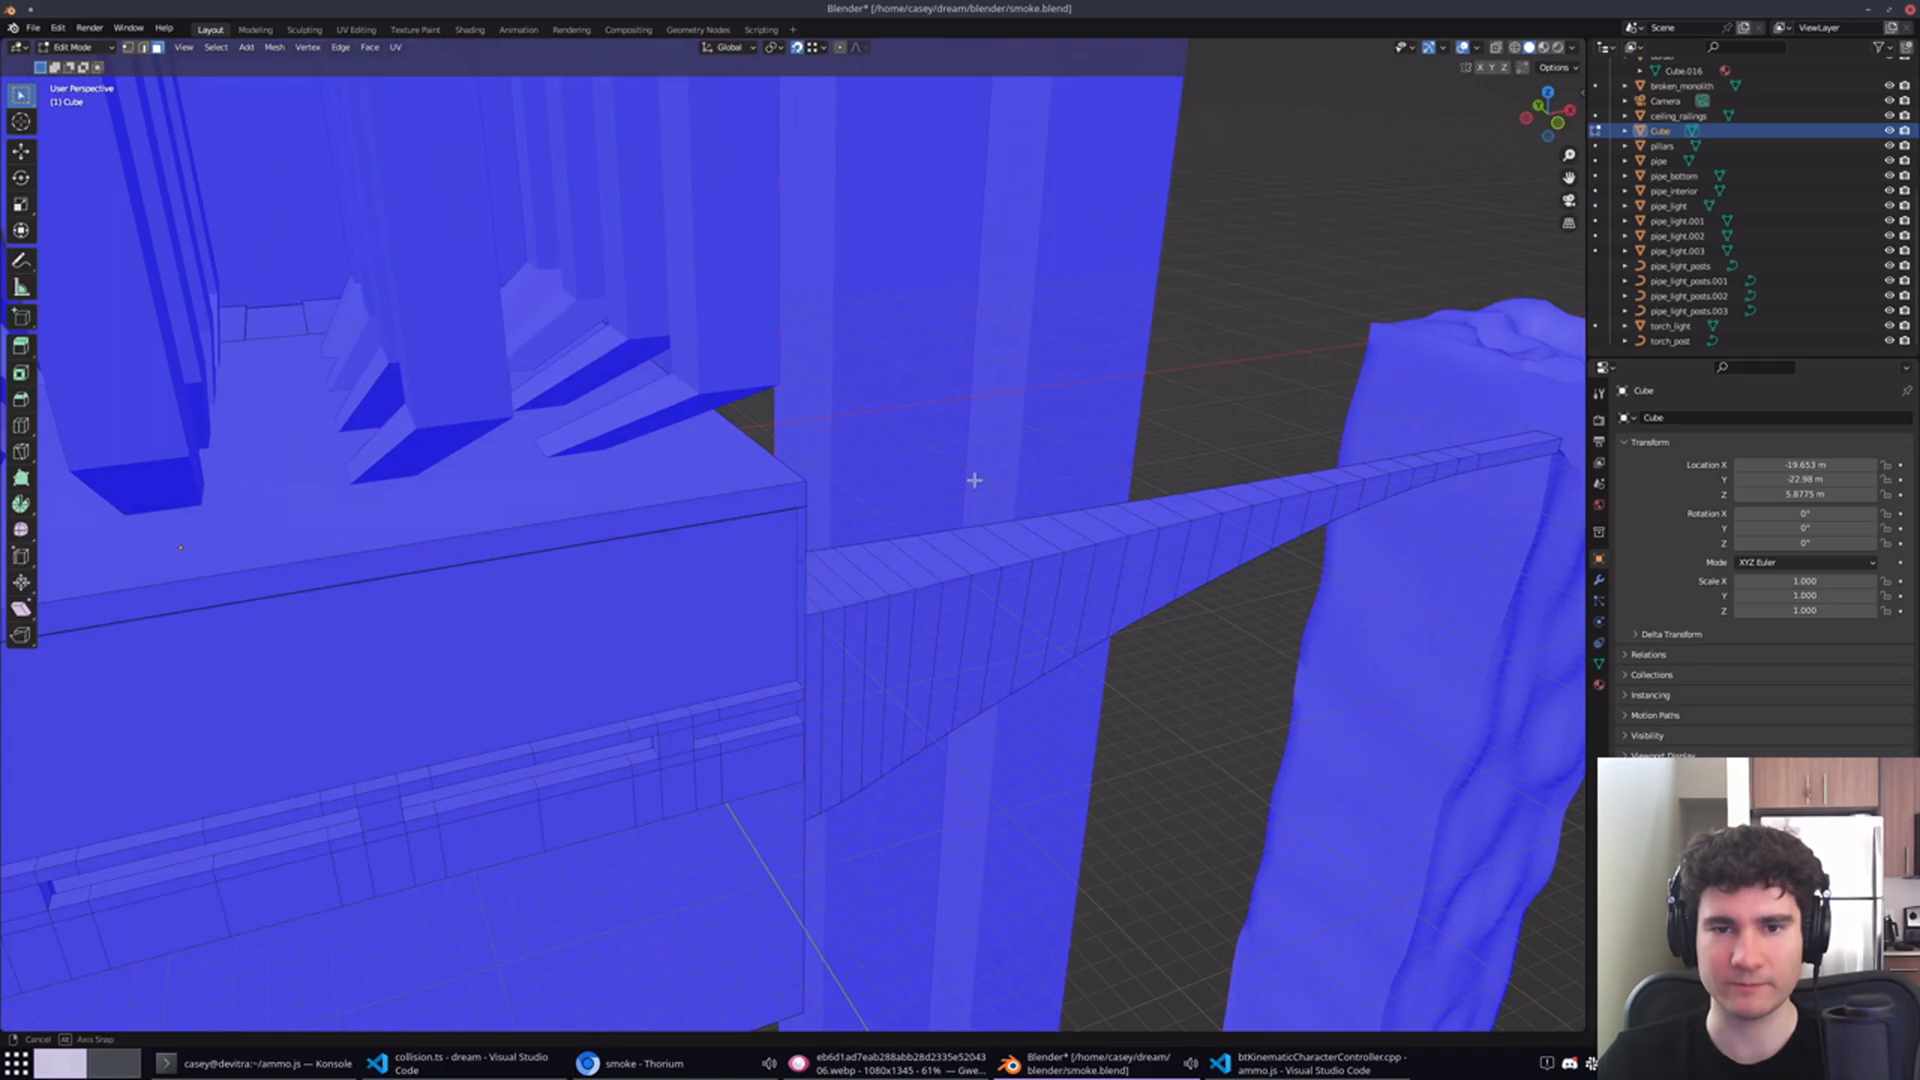 Blender* [/home/casey/dream/blender/smoke.blend]
File Edit Render Window Help
Layout Modeling Sculpting UV Editing Texture Paint Shading Animation Rendering Compositing Geometry Nodes Scripting +
Scene
ViewLayer
Edit Mode
View Select Add Mesh Vertex Edge Face UV
Global
X Y Z
Options
User Perspective
(1) Cube
Z
X
Y
Cube.016
broken_monolith
Camera
ceiling_railings
Cube
pillars
pipe
pipe_bottom
pipe_interior
pipe_light
pipe_light.001
pipe_light.002
pipe_light.003
pipe_light_posts
pipe_light_posts.001
pipe_light_posts.002
pipe_light_posts.003
torch_light
torch_post
Cube
Cube
Transform
Location X -19.653 m
Y -22.98 m
Z 5.8775 m
Rotation X 0°
Y 0°
Z 0°
Mode XYZ Euler
Scale X 1.000
Y 1.000
Z 1.000
Delta Transform
Relations
Collections
Instancing
Motion Paths
Visibility
Viewport Display
Cancel Alt Axis Snap
casey@devitra:~/ammo.js — Konsole
collision.ts - dream - Visual Studio
Code
smoke - Thorium
eb6d1ad7eab288abb28d2335e52043
06.webp - 1080x1345 - 61% — Gwe...
Blender* [/home/casey/dream/
blender/smoke.blend]
btKinematicCharacterController.cpp -
ammo.js - Visual Studio Code